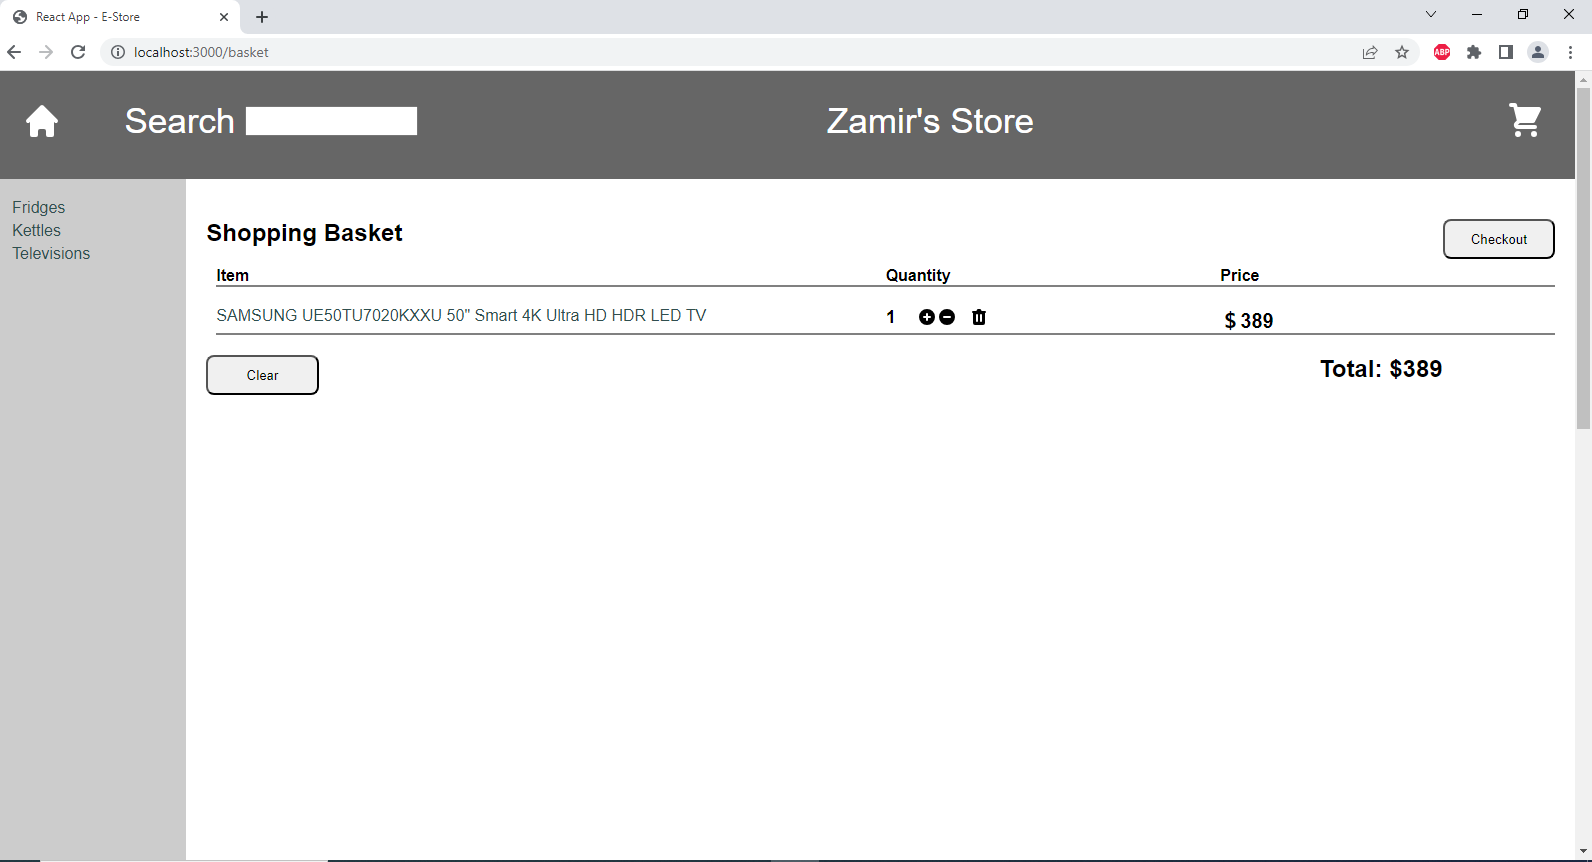 React App - E-Store
localhost:3000/basket
ABP
Search
Zamir's Store
Fridges
Kettles
Televisions
Shopping Basket
Checkout
Item Quantity Price
SAMSUNG UE50TU7020KXXU 50" Smart 4K Ultra HD HDR LED TV 1 $ 389
Clear
Total: $389